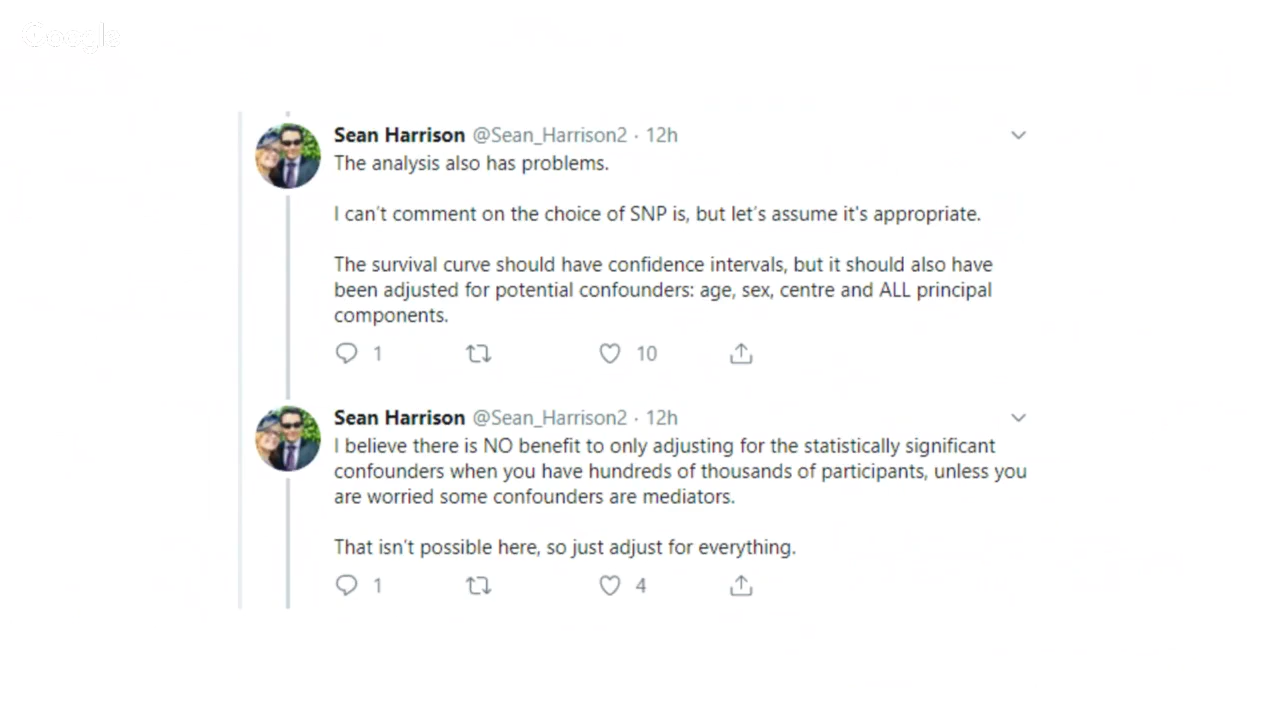 Google
Sean Harrison @Sean_Harrison2 · 12h
The analysis also has problems.
I can't comment on the choice of SNP is, but let's assume it's appropriate.
The survival curve should have confidence intervals, but it should also have
been adjusted for potential confounders: age, sex, centre and ALL principal
components.
1 10
Sean Harrison @Sean_Harrison2 · 12h
I believe there is NO benefit to only adjusting for the statistically significant
confounders when you have hundreds of thousands of participants, unless you
are worried some confounders are mediators.
That isn't possible here, so just adjust for everything.
1 4